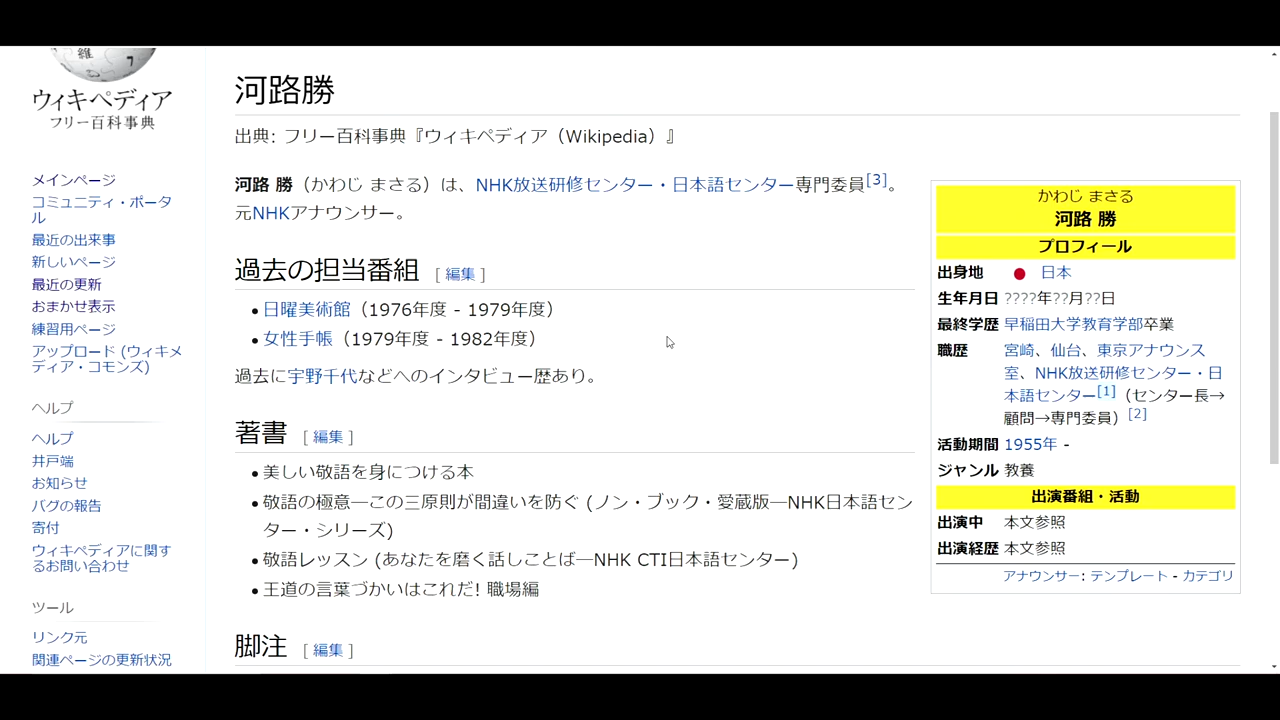 ウィキペディア
フリー百科事典
メインページ
コミュニティ・ポータ
ル
最近の出来事
新しいページ
最近の更新
おまかせ表示
練習用ページ
アップロード (ウィキメ
ディア・コモンズ)
ヘルプ
ヘルプ
井戸端
お知らせ
バグの報告
寄付
ウィキペディアに関す
るお問い合わせ
ツール
リンク元
関連ページの更新状況
河路勝
出典: フリー百科事典『ウィキペディア（Wikipedia）』
河路 勝（かわじ まさる）は、NHK放送研修センター・日本語センター専門委員[3]。
元NHKアナウンサー。
過去の担当番組 [ 編集 ]
日曜美術館（1976年度 - 1979年度）
女性手帳（1979年度 - 1982年度）
過去に宇野千代などへのインタビュー歴あり。
著書 [ 編集 ]
美しい敬語を身につける本
敬語の極意―この三原則が間違いを防ぐ (ノン・ブック・愛蔵版―NHK日本語セン
ター・シリーズ)
敬語レッスン (あなたを磨く話しことば―NHK CTI日本語センター)
王道の言葉づかいはこれだ! 職場編
脚注 [ 編集 ]
かわじ まさる
河路 勝
プロフィール
出身地 日本
生年月日 ????年??月??日
最終学歴 早稲田大学教育学部卒業
職歴 宮崎、仙台、東京アナウンス
室、NHK放送研修センター・日
本語センター[1]（センター長→
顧問→専門委員）[2]
活動期間 1955年 -
ジャンル 教養
出演番組・活動
出演中 本文参照
出演経歴 本文参照
アナウンサー: テンプレート - カテゴリ